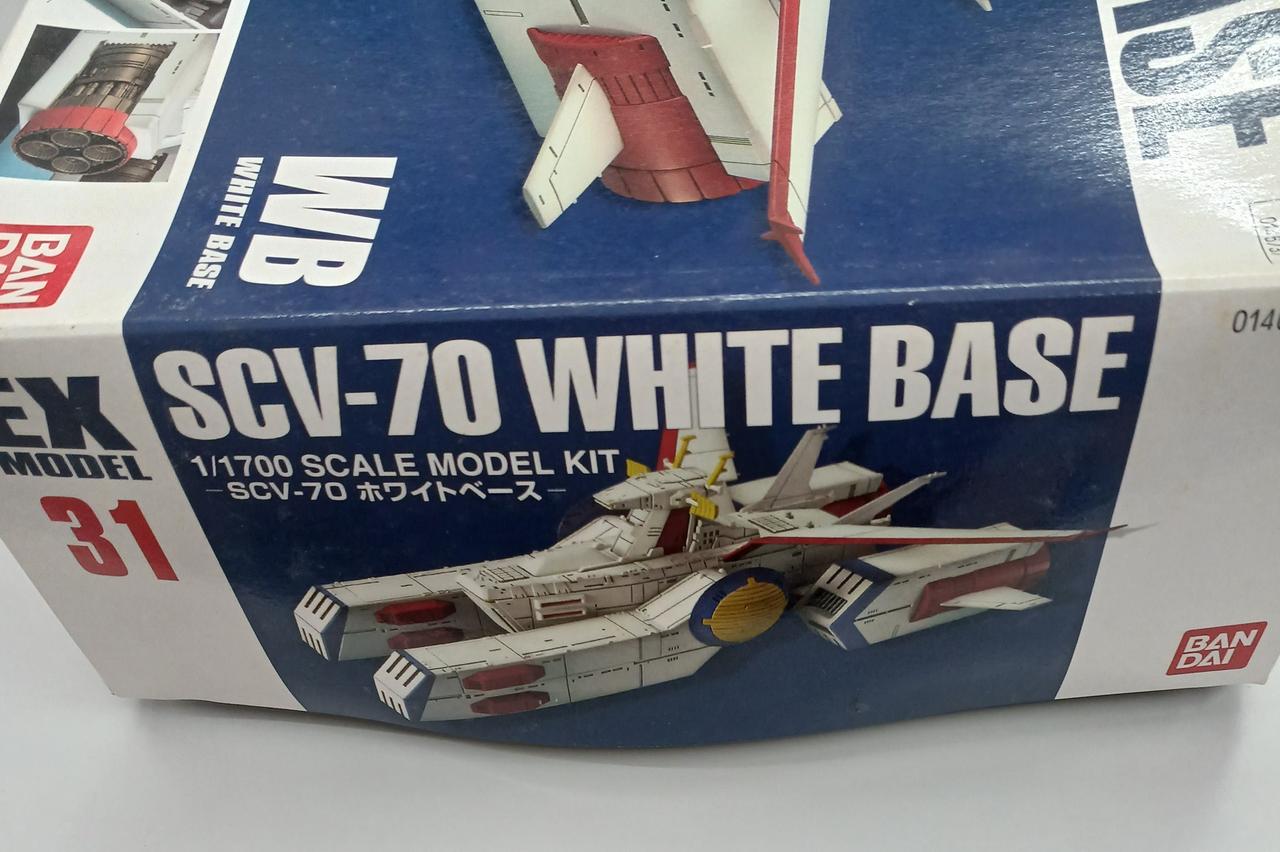 WB
WHITE BASE
BAN
SCV-70 WHITE BASE
1/1700 SCALE MODEL KIT
SCV-70 ホワイトベース
EX
MODEL
31
BAN
DAI